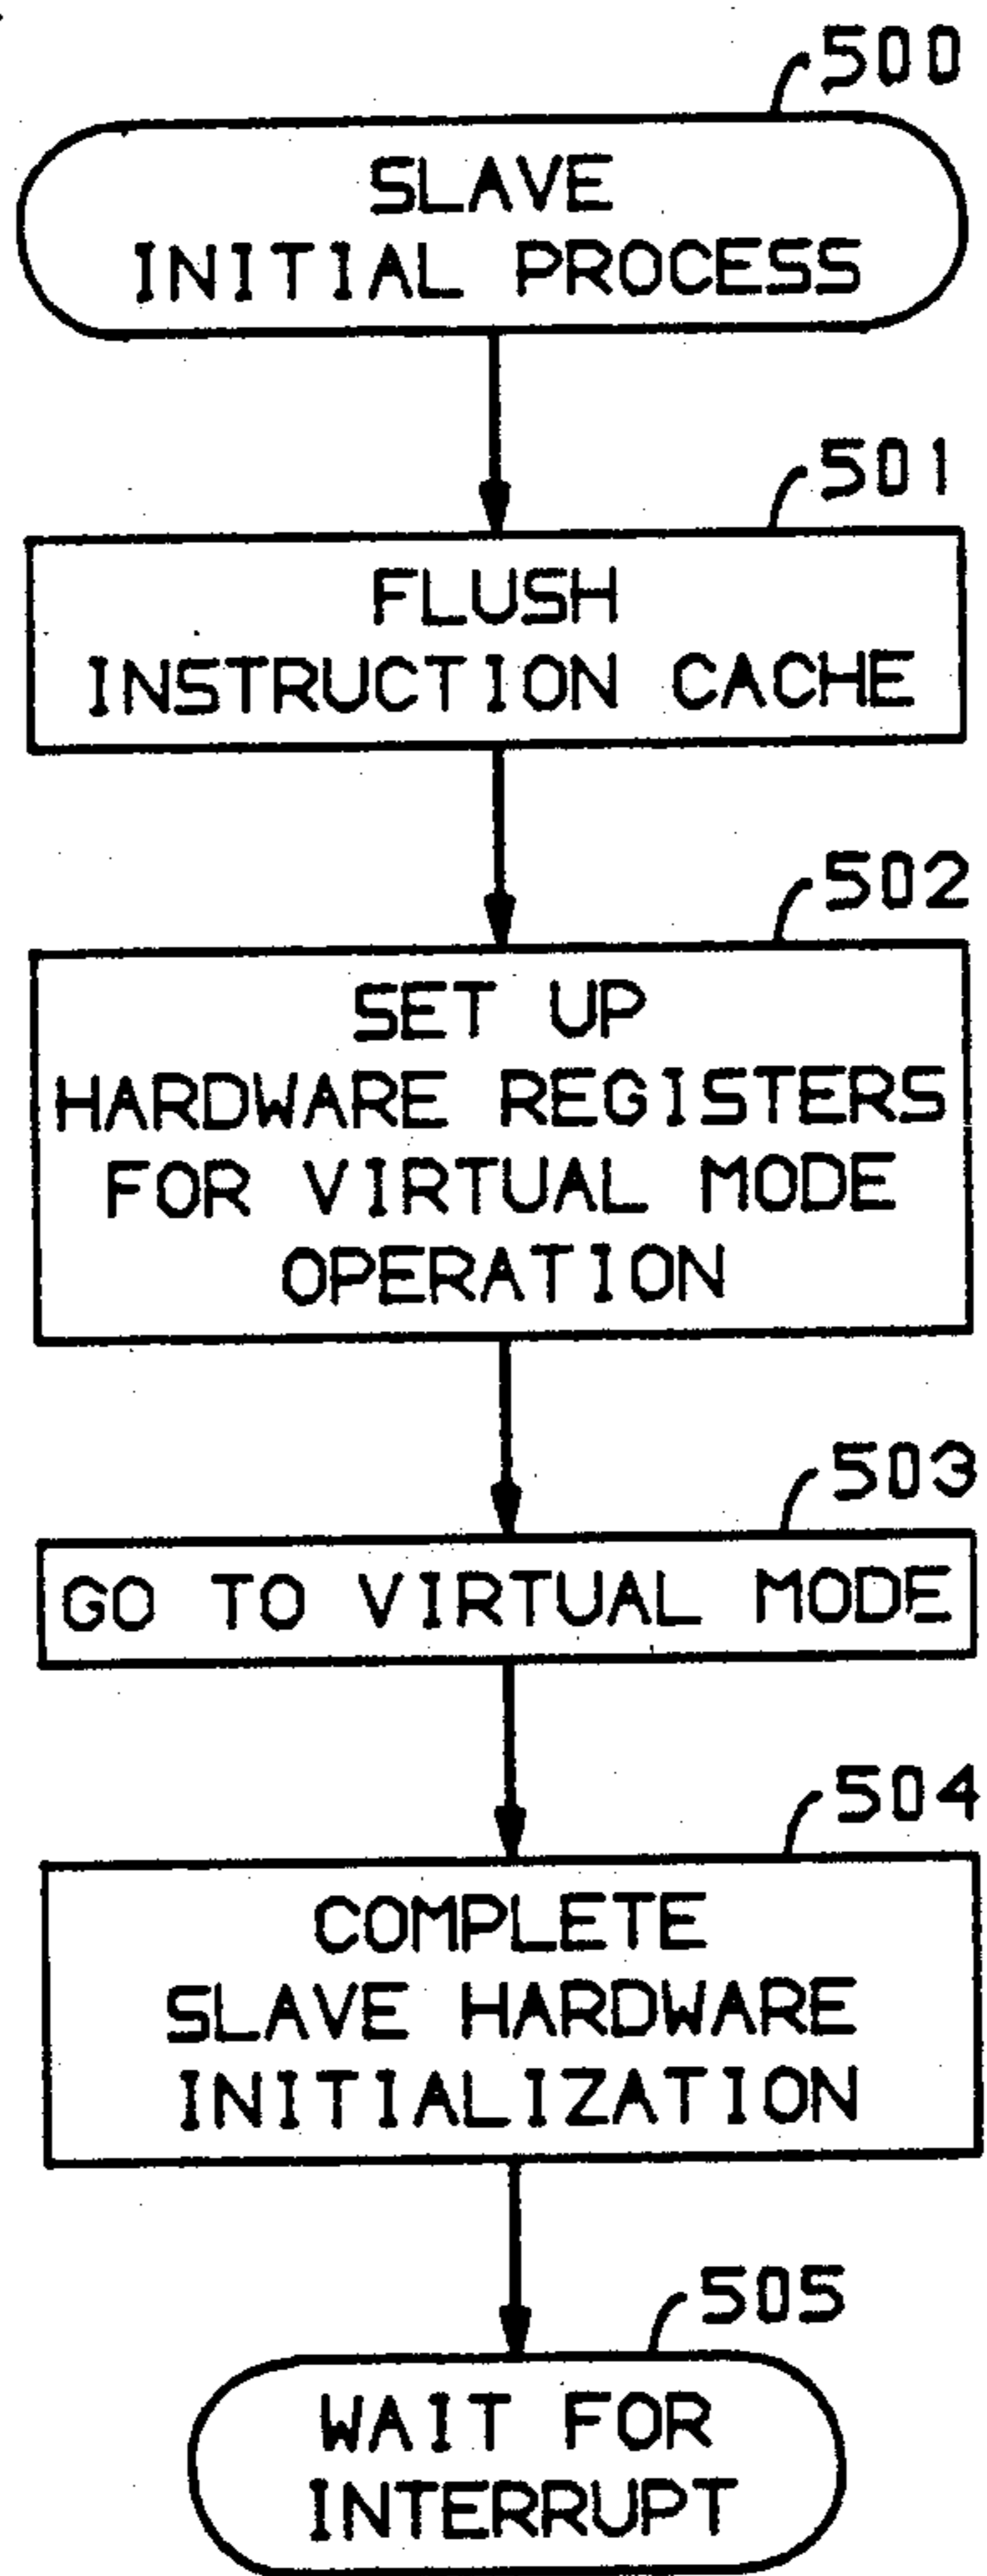 500
SLAVE
INITIAL PROCESS
501
FLUSH
INSTRUCTION CACHE
502
SET UP
HARDWARE REGISTERS
FOR VIRTUAL MODE
OPERATION
503
GO TO VIRTUAL MODE
504
COMPLETE
SLAVE HARDWARE
INITIALIZATION
505
WAIT FOR
INTERRUPT